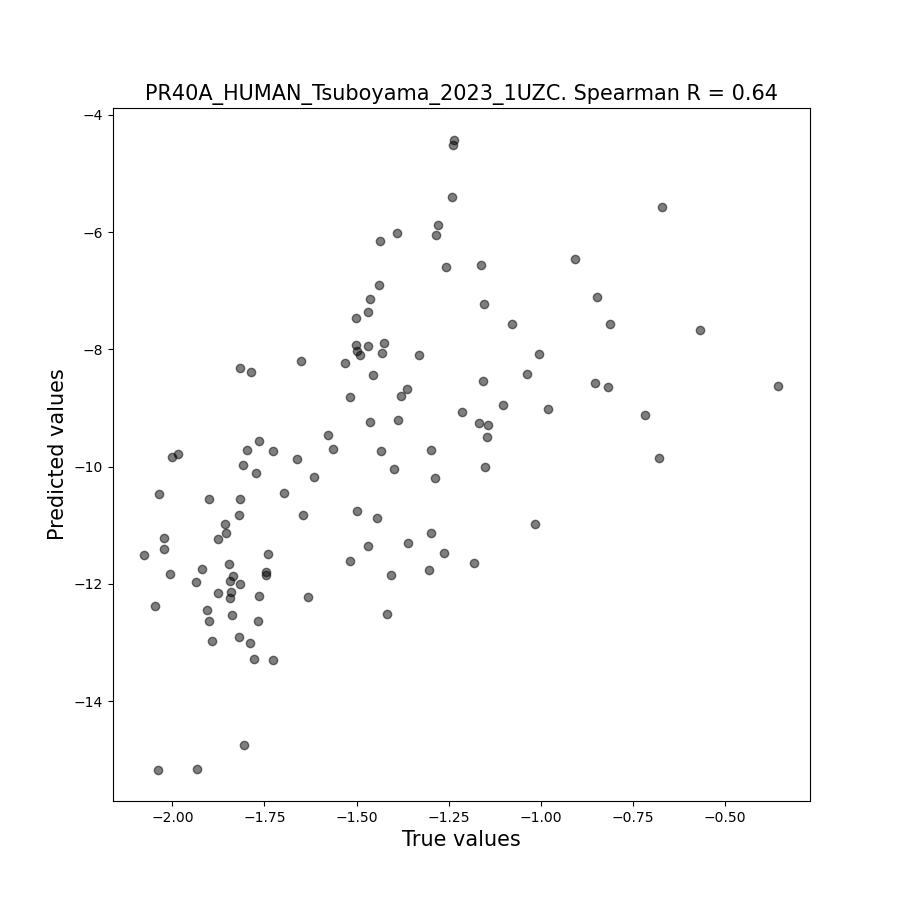 PR40A_HUMAN_Tsuboyama_2023_1UZC. Spearman R = 0.64
−4
−6
−8
−10
−12
−14
Predicted values
−2.00 −1.75 −1.50 −1.25 −1.00 −0.75 −0.50
True values